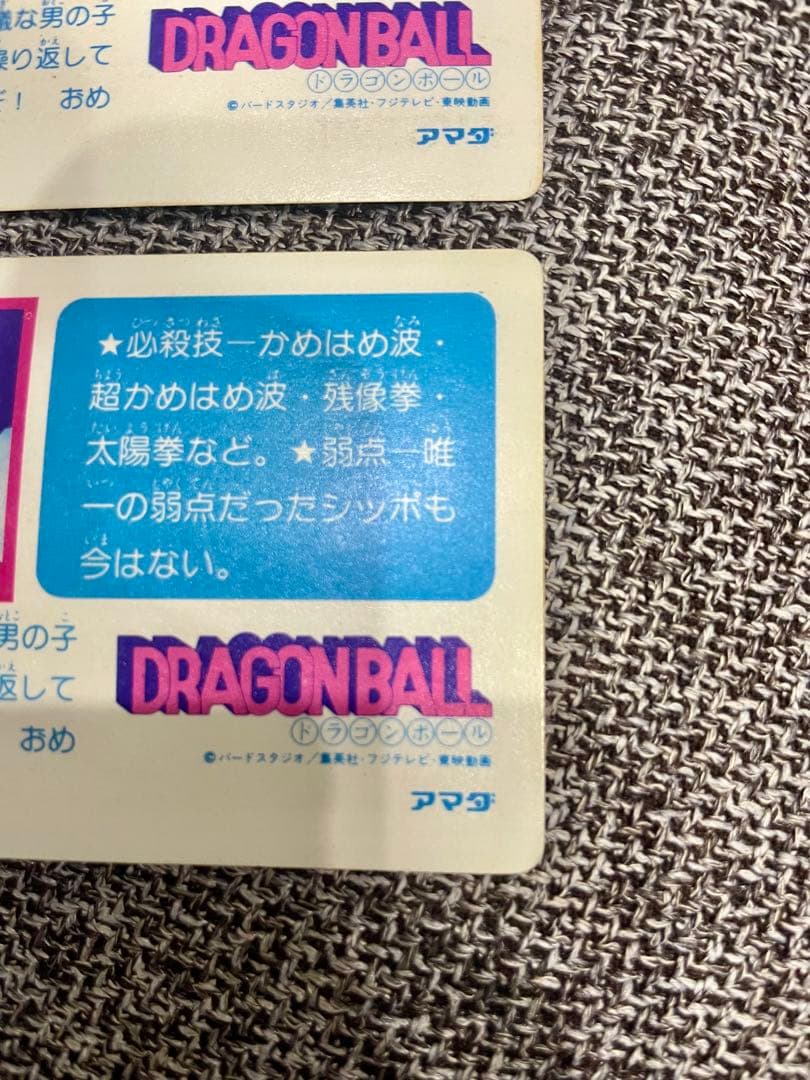 議な男の子
繰り返して
ぞ！ おめ
DRAGON BALL
ドラゴンボール
©バードスタジオ／集英社・フジテレビ・東映動画
アマダ
★必殺技—かめはめ波・
超かめはめ波・残像拳・
太陽拳など。★弱点—唯
一の弱点だったシッポも
今はない。
男の子
返して
おめ
DRAGON BALL
ドラゴンボール
©バードスタジオ／集英社・フジテレビ・東映動画
アマダ